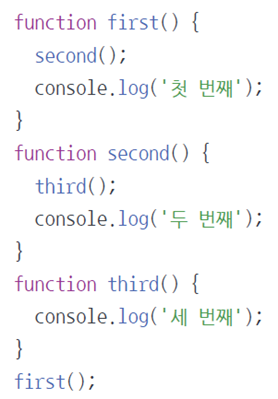 function first() {
  second();
  console.log('첫 번째');
}
function second() {
  third();
  console.log('두 번째');
}
function third() {
  console.log('세 번째');
}
first();